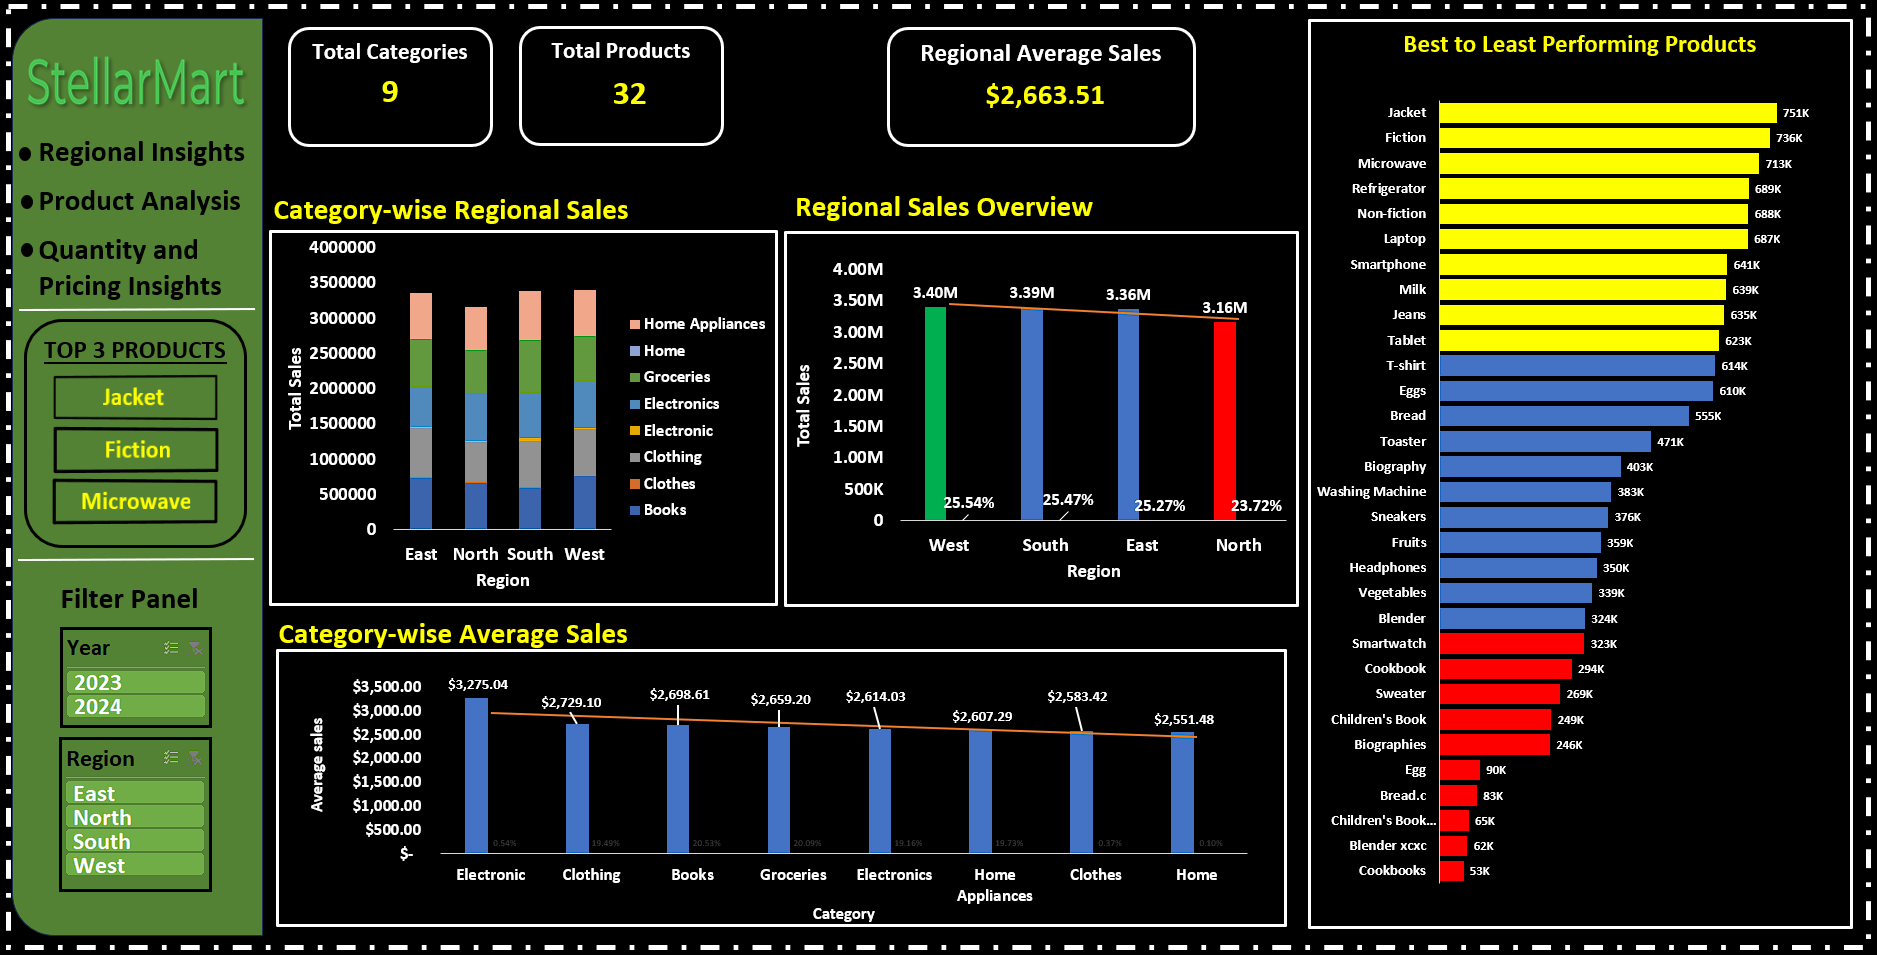 StellarMart
Regional Insights
Product Analysis
Quantity and
Pricing Insights
TOP 3 PRODUCTS
Jacket
Fiction
Microwave
Filter Panel
Year
2023
2024
Region
East
North
South
West
Total Categories
9
Total Products
32
Regional Average Sales
$2,663.51
Category-wise Regional Sales
4000000
3500000
3000000
2500000
2000000
1500000
1000000
500000
0
Total Sales
East North South West
Region
Home Appliances
Home
Groceries
Electronics
Electronic
Clothing
Clothes
Books
Regional Sales Overview
4.00M
3.50M
3.00M
2.50M
2.00M
1.50M
1.00M
500K
0
Total Sales
3.40M 3.39M 3.36M 3.16M
25.54% 25.47% 25.27% 23.72%
West South East North
Region
Category-wise Average Sales
$3,500.00
$3,000.00
$2,500.00
$2,000.00
$1,500.00
$1,000.00
$500.00
$-
Average sales
$3,275.04 $2,729.10 $2,698.61 $2,659.20 $2,614.03 $2,607.29 $2,583.42 $2,551.48
0.54% 19.49% 20.53% 20.09% 19.16% 19.73% 0.37% 0.10%
Electronic Clothing Books Groceries Electronics Home Clothes Home
Appliances
Category
Best to Least Performing Products
Jacket 751K
Fiction 736K
Microwave 713K
Refrigerator 689K
Non-fiction 688K
Laptop 687K
Smartphone 641K
Milk 639K
Jeans 635K
Tablet 623K
T-shirt 614K
Eggs 610K
Bread 555K
Toaster 471K
Biography 403K
Washing Machine 383K
Sneakers 376K
Fruits 359K
Headphones 350K
Vegetables 339K
Blender 324K
Smartwatch 323K
Cookbook 294K
Sweater 269K
Children's Book 249K
Biographies 246K
Egg 90K
Bread.c 83K
Children's Book... 65K
Blender xcxc 62K
Cookbooks 53K